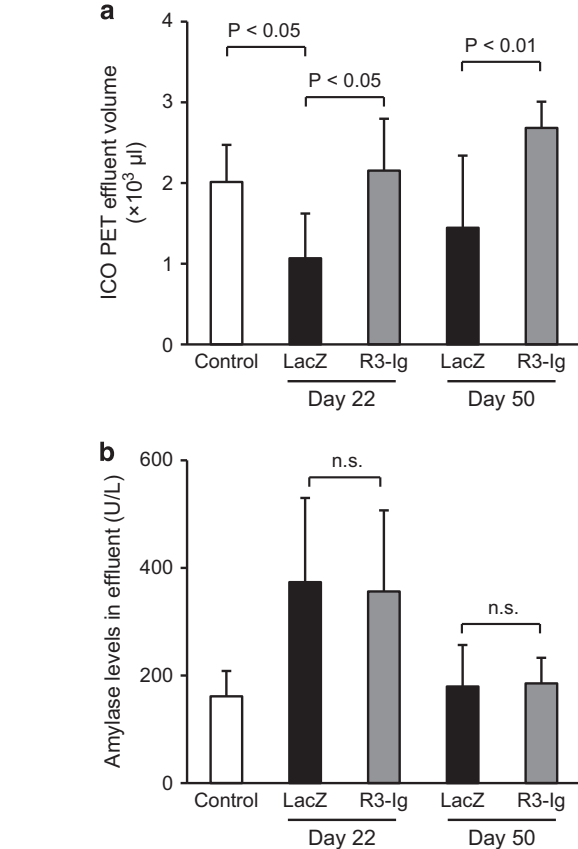 a
ICO PET effluent volume
(×10³ µl)
4
3
2
1
0
P < 0.05
P < 0.05
P < 0.01
Control LacZ R3-Ig LacZ R3-Ig
Day 22 Day 50
b
Amylase levels in effluent (U/L)
600
400
200
0
n.s.
n.s.
Control LacZ R3-Ig LacZ R3-Ig
Day 22 Day 50